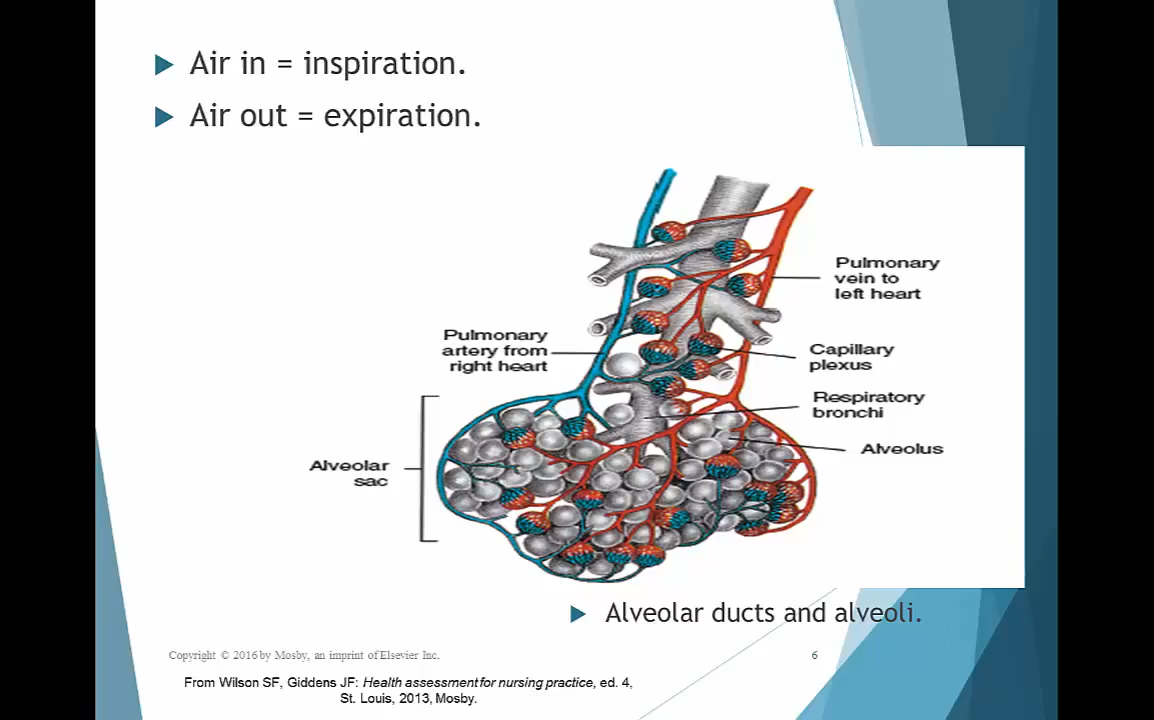 Air in = inspiration.
Air out = expiration.
Pulmonary
vein to
left heart
Pulmonary
artery from
right heart
Capillary
plexus
Respiratory
bronchi
Alveolus
Alveolar
sac
Alveolar ducts and alveoli.
Copyright © 2016 by Mosby, an imprint of Elsevier Inc.
6
From Wilson SF, Giddens JF: Health assessment for nursing practice, ed. 4,
St. Louis, 2013, Mosby.